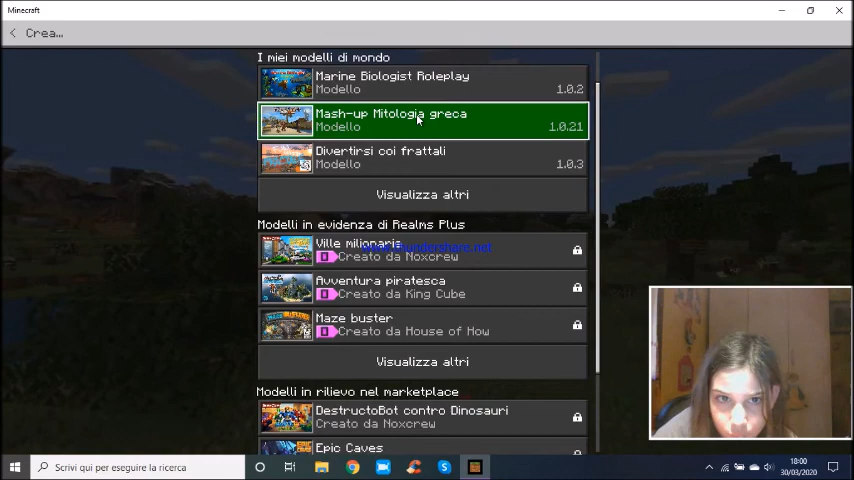 Minecraft
Crea...
I miei modelli di mondo
Marine Biologist Roleplay
Modello
1.0.2
Mash-up Mitologia greca
Modello
1.0.21
Divertirsi coi frattali
Modello
1.0.3
Visualizza altri
Modelli in evidenza di Realms Plus
Ville milionarie
www.thundershare.net
Creato da Noxcrew
Avventura piratesca
Creato da King Cube
Maze buster
Creato da House of How
Visualizza altri
Modelli in rilievo nel marketplace
DestructoBot contro Dinosauri
Creato da Noxcrew
Epic Caves
Scrivi qui per eseguire la ricerca
18:00
30/03/2020